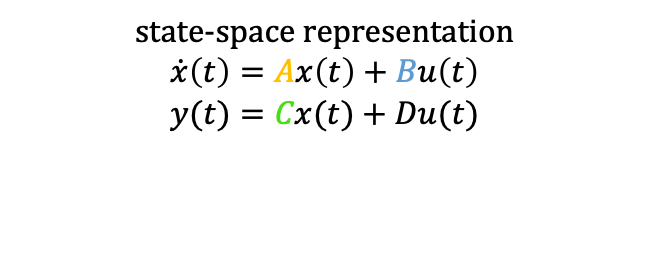 state-space representation
ẋ(t) = Ax(t) + Bu(t)
y(t) = Cx(t) + Du(t)